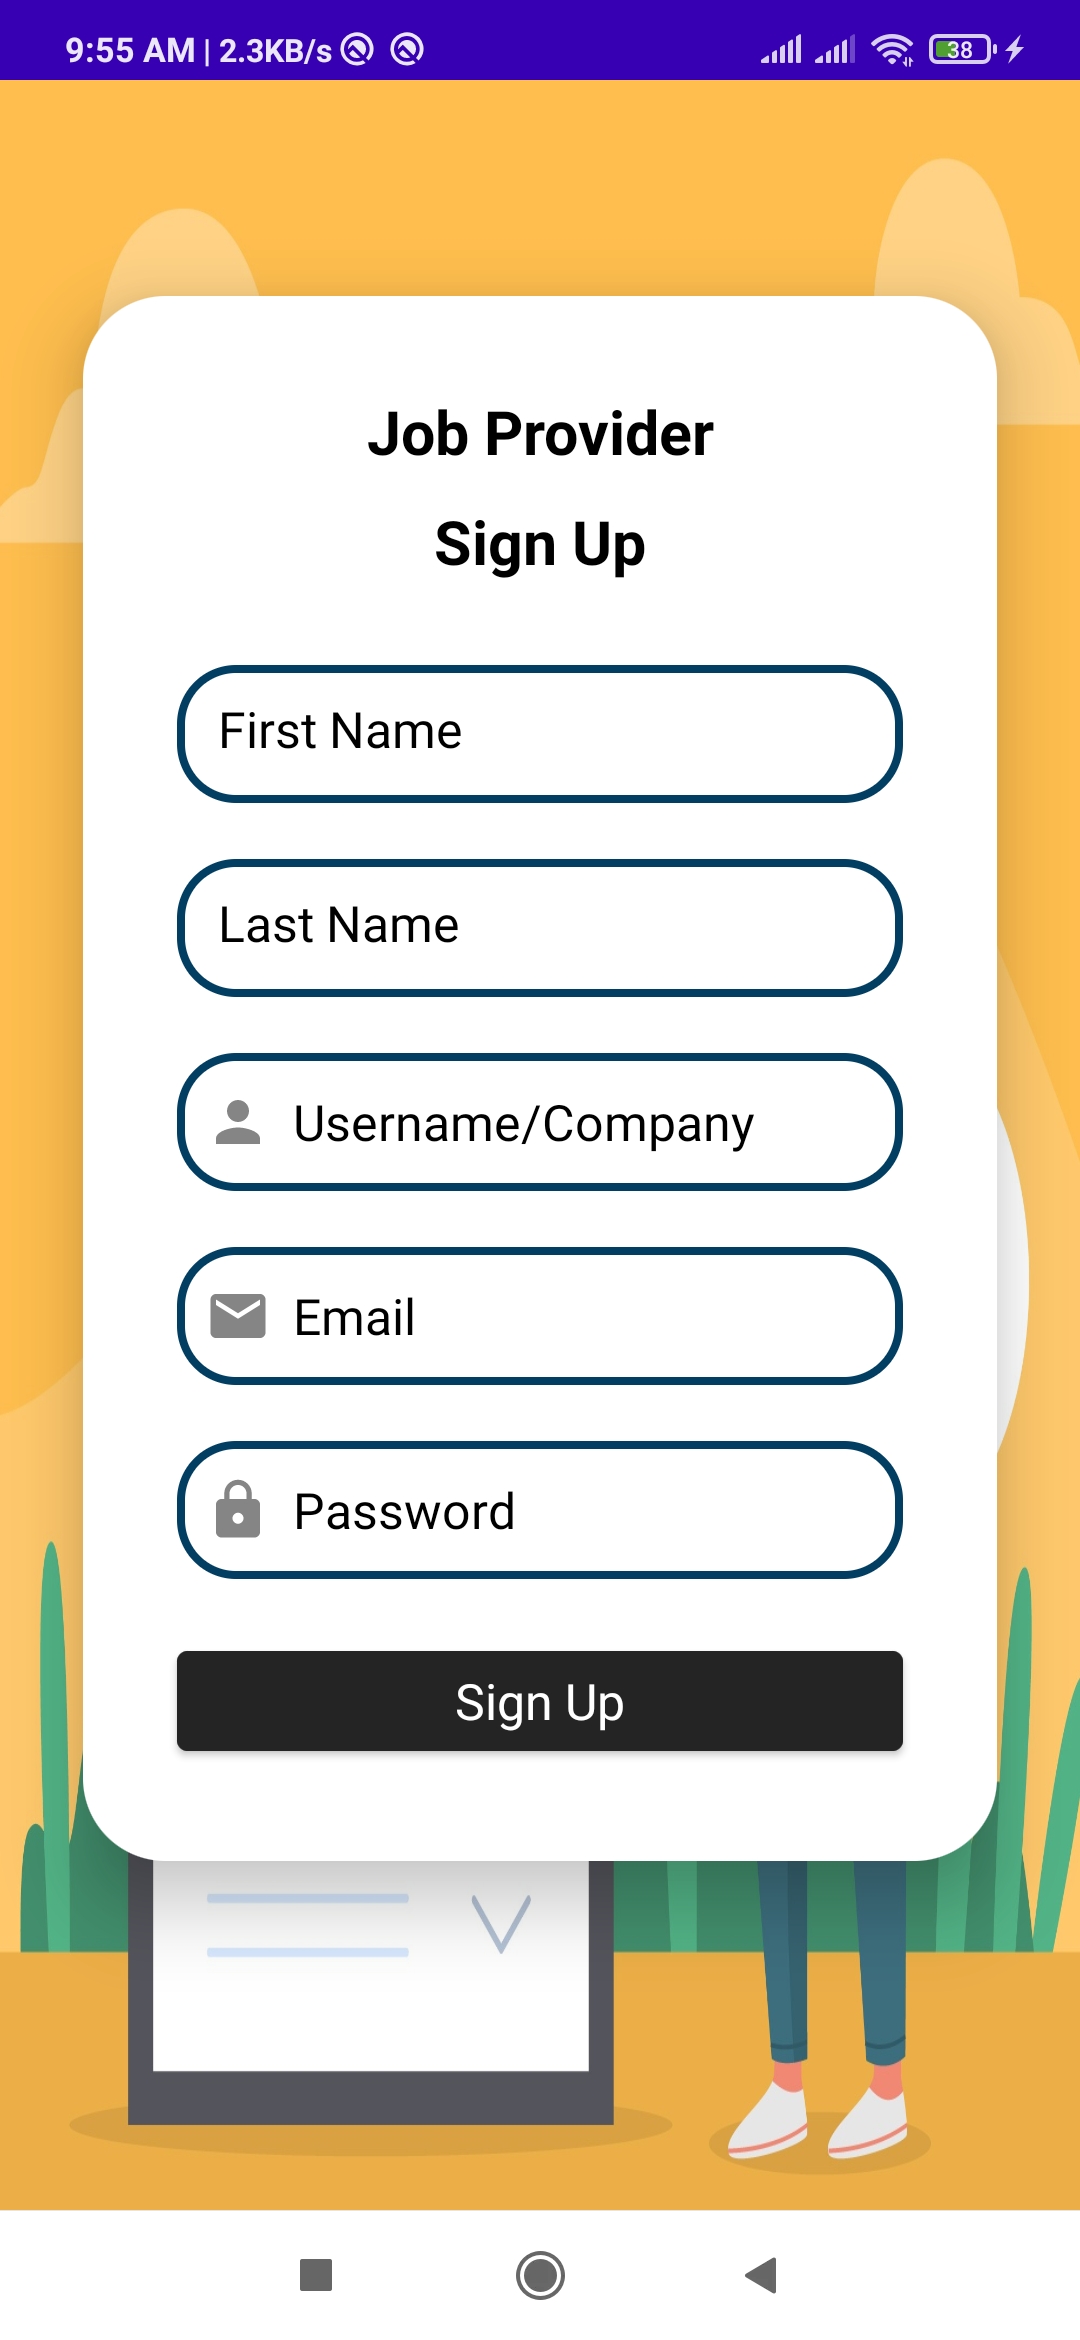 9:55 AM | 2.3KB/s 38
Job Provider
Sign Up
First Name
Last Name
Username/Company
Email
Password
Sign Up